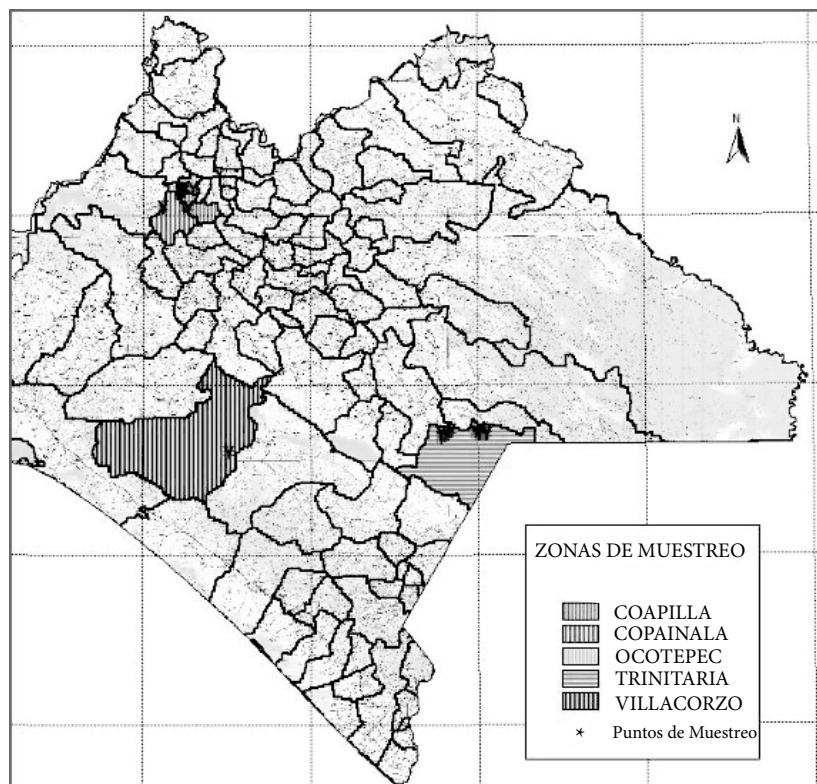 N
ZONAS DE MUESTREO
COAPILLA
COPAINALA
OCOTEPEC
TRINITARIA
VILLACORZO
Puntos de Muestreo